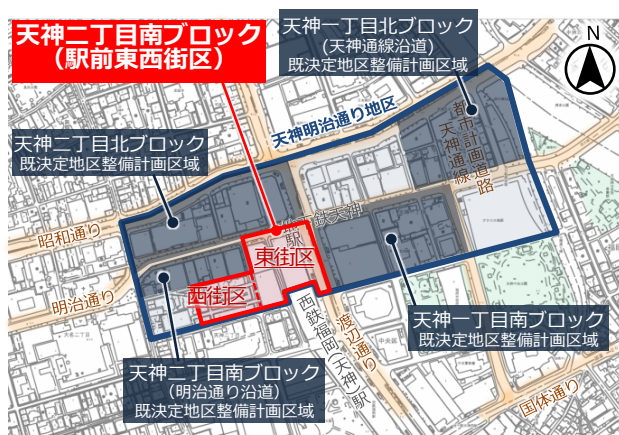 天神二丁目南ブロック
（駅前東西街区）
天神一丁目北ブロック
(天神通線沿道)
既決定地区整備計画区域
N
天神明治通り地区
都市計画道路
天神通線
天神二丁目北ブロック
既決定地区整備計画区域
昭和通り
地下鉄天神駅
東街区
西街区
明治通り
天神一丁目南ブロック
既決定地区整備計画区域
西鉄福岡(天神)駅
渡辺通り
天神二丁目南ブロック
(明治通り沿道)
既決定地区整備計画区域
国体通り